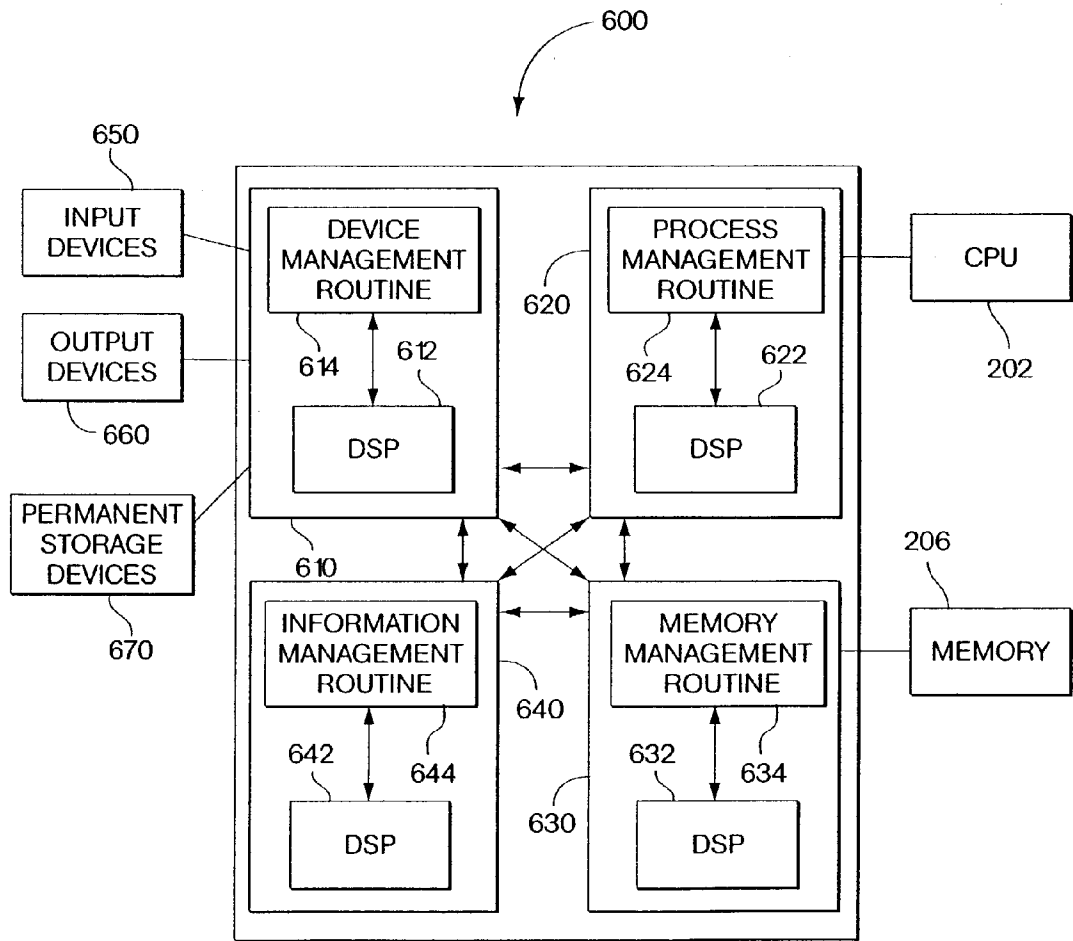 600
650
INPUT
DEVICES
OUTPUT
DEVICES
660
PERMANENT
STORAGE
DEVICES
670
DEVICE
MANAGEMENT
ROUTINE
614
612
DSP
610
PROCESS
MANAGEMENT
ROUTINE
620
624
622
DSP
CPU
202
INFORMATION
MANAGEMENT
ROUTINE
640
642
644
DSP
MEMORY
MANAGEMENT
ROUTINE
632
634
630
DSP
206
MEMORY